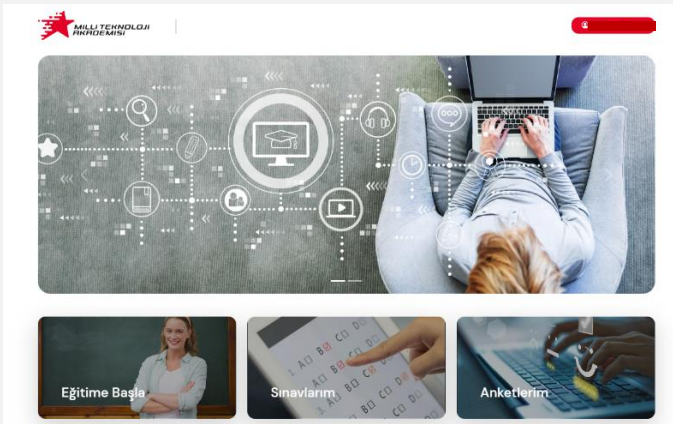 MİLLİ TEKNOLOJİ
AKADEMİSİ
Eğitime Başla
Sınavlarım
Anketlerim